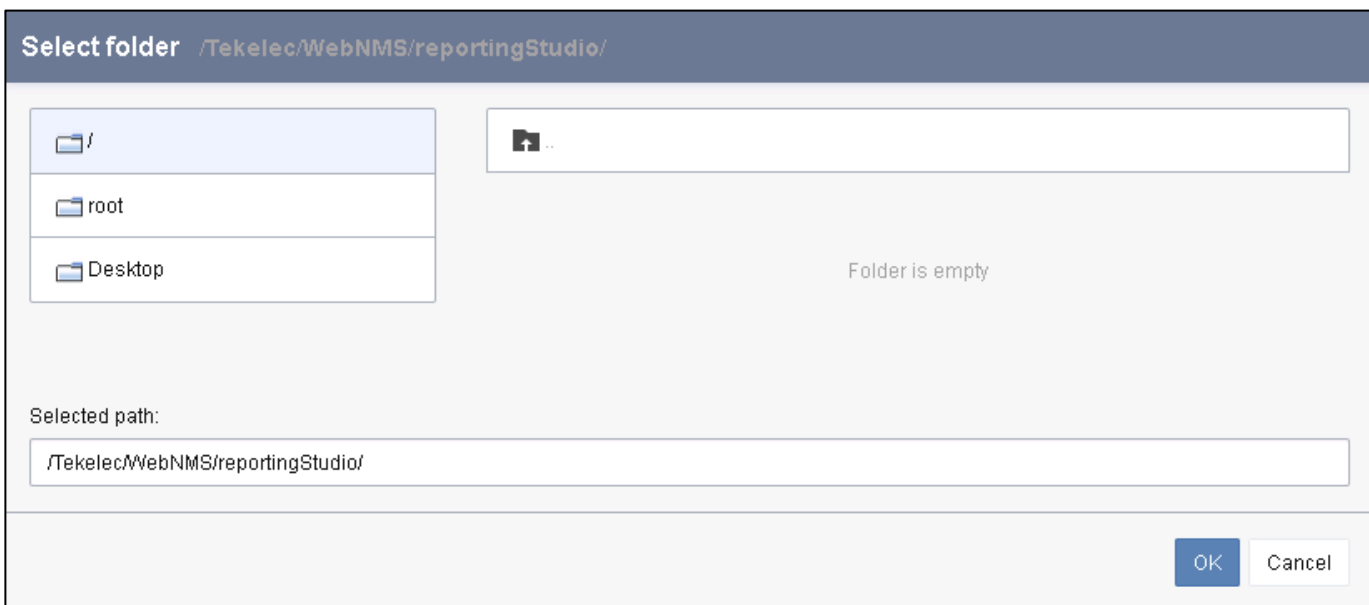 Select folder /Tekelec/WebNMS/reportingStudio/
/
..
root
Desktop
Folder is empty
Selected path:
/Tekelec/WebNMS/reportingStudio/
OK Cancel